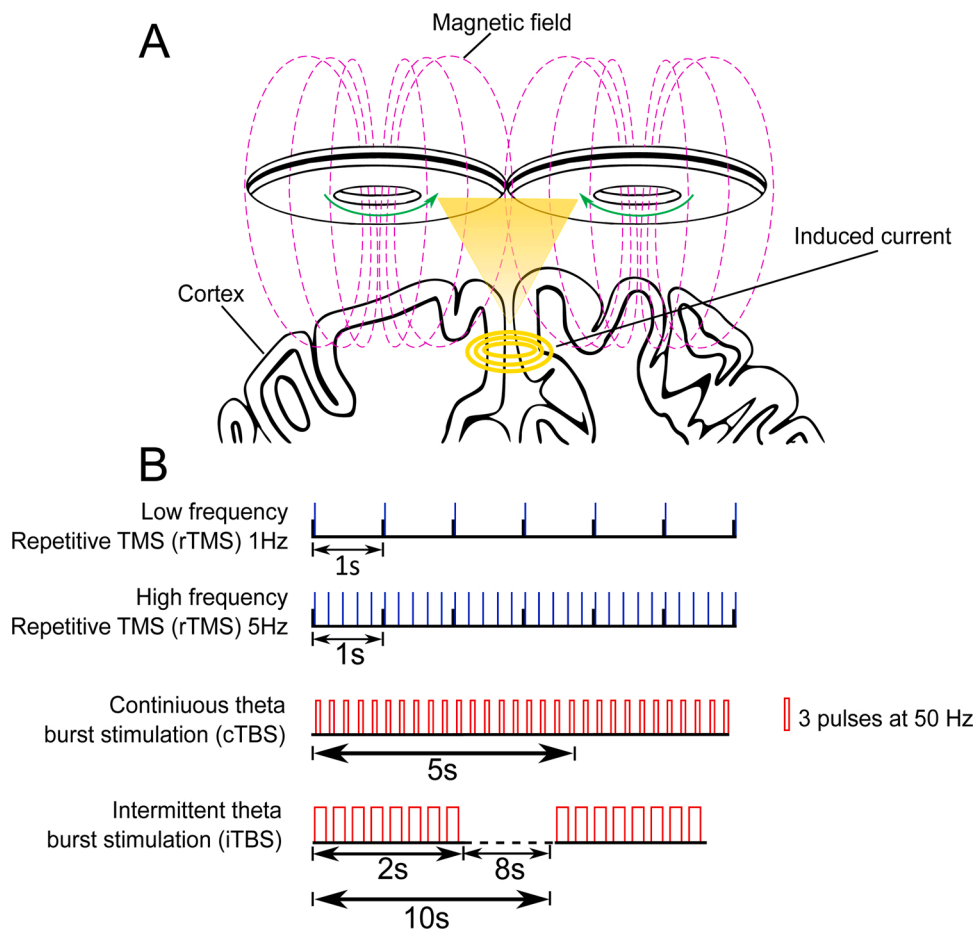 A
Magnetic field
Induced current
Cortex
B
Low frequency
Repetitive TMS (rTMS) 1Hz
1s
High frequency
Repetitive TMS (rTMS) 5Hz
1s
Continiuous theta
burst stimulation (cTBS)
3 pulses at 50 Hz
5s
Intermittent theta
burst stimulation (iTBS)
2s
8s
10s